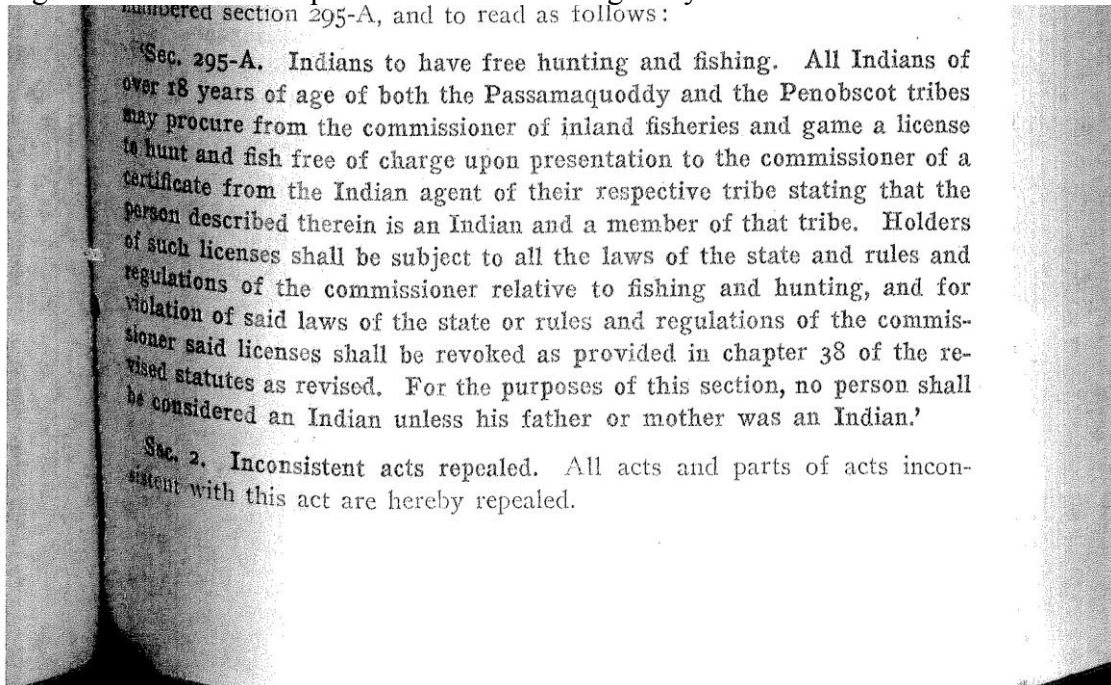 numbered section 295-A, and to read as follows:
'Sec. 295-A. Indians to have free hunting and fishing. All Indians of
over 18 years of age of both the Passamaquoddy and the Penobscot tribes
may procure from the commissioner of inland fisheries and game a license
to hunt and fish free of charge upon presentation to the commissioner of a
certificate from the Indian agent of their respective tribe stating that the
person described therein is an Indian and a member of that tribe. Holders
of such licenses shall be subject to all the laws of the state and rules and
regulations of the commissioner relative to fishing and hunting, and for
violation of said laws of the state or rules and regulations of the commis-
sioner said licenses shall be revoked as provided in chapter 38 of the re-
vised statutes as revised. For the purposes of this section, no person shall
be considered an Indian unless his father or mother was an Indian.'
Sec. 2. Inconsistent acts repealed. All acts and parts of acts incon-
sistent with this act are hereby repealed.